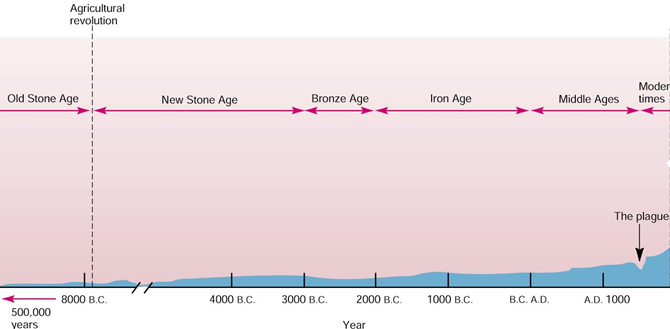 Agricultural
revolution
Old Stone Age
New Stone Age
Bronze Age
Iron Age
Middle Ages
Moder
times
The plague
8000 B.C.
4000 B.C.
3000 B.C.
2000 B.C.
1000 B.C.
B.C. A.D.
A.D. 1000
500,000
years
Year